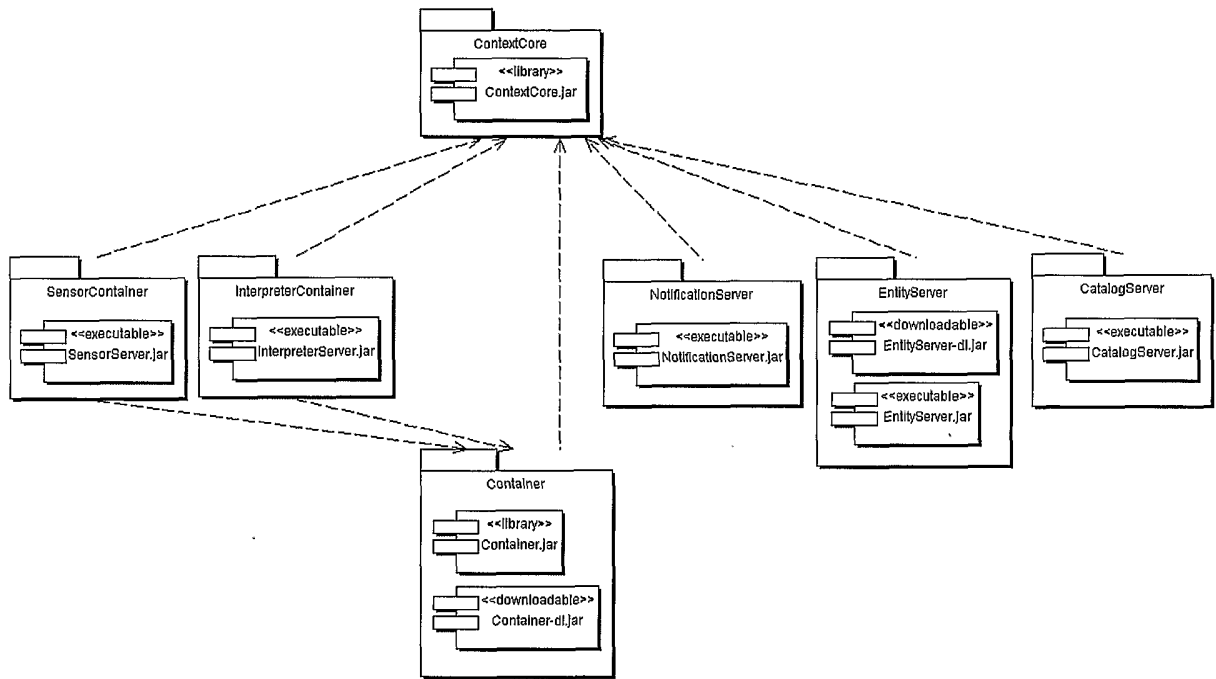 ContextCore
<<library>>
ContextCore.jar
SensorContainer
<<executable>>
SensorServer.jar
InterpreterContainer
<<executable>>
InterpreterServer.jar
NotificationServer
<<executable>>
NotificationServer.jar
EntityServer
<<downloadable>>
EntityServer-dl.jar
<<executable>>
EntityServer.jar
CatalogServer
<<executable>>
CatalogServer.jar
Container
<<library>>
Container.jar
<<downloadable>>
Container-dl.jar